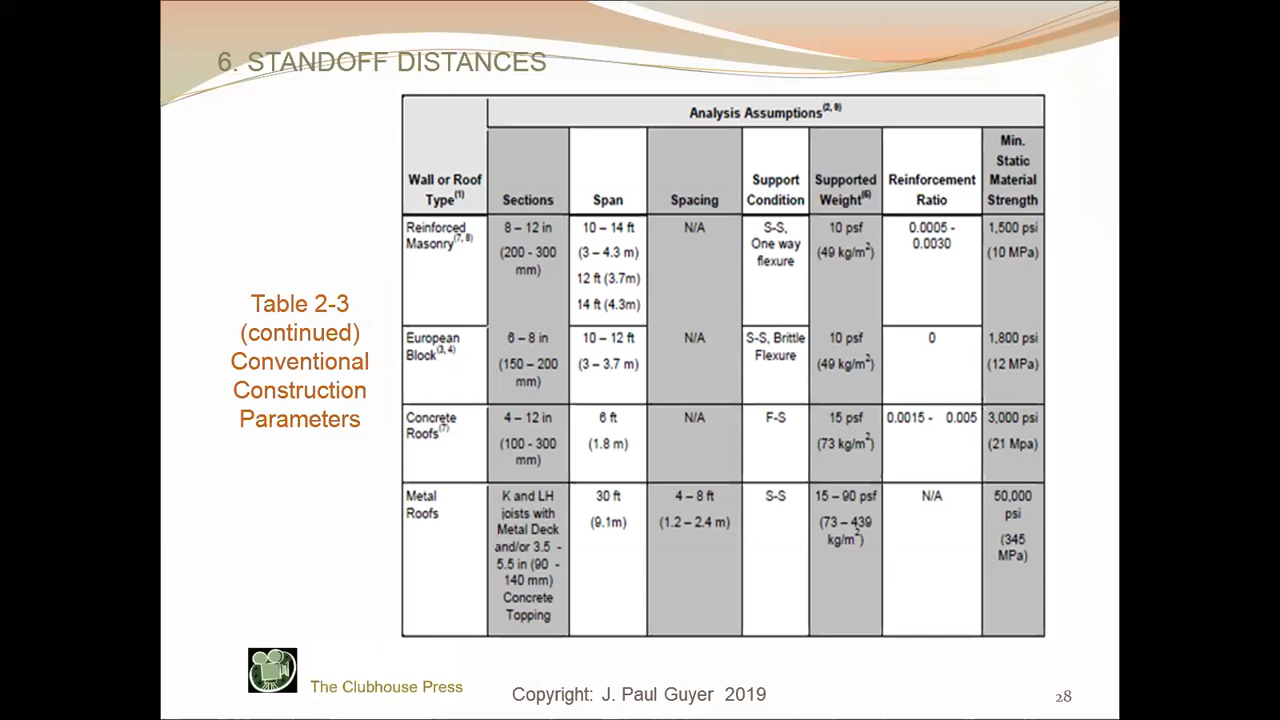 6. STANDOFF DISTANCES
Table 2-3
(continued)
Conventional
Construction
Parameters
Analysis Assumptions(2, 9)
Wall or Roof
Type(1)
Sections
Span
Spacing
Support
Condition
Supported
Weight(6)
Reinforcement
Ratio
Min.
Static
Material
Strength
Reinforced
Masonry(7, 8)
8 – 12 in
(200 - 300
mm)
10 – 14 ft
(3 – 4.3 m)
12 ft (3.7m)
14 ft (4.3m)
N/A
S-S,
One way
flexure
10 psf
(49 kg/m2)
0.0005 -
0.0030
1,500 psi
(10 MPa)
European
Block(3, 4)
6 – 8 in
(150 – 200
mm)
10 – 12 ft
(3 – 3.7 m)
N/A
S-S, Brittle
Flexure
10 psf
(49 kg/m2)
0
1,800 psi
(12 MPa)
Concrete
Roofs(7)
4 – 12 in
(100 - 300
mm)
6 ft
(1.8 m)
N/A
F-S
15 psf
(73 kg/m2)
0.0015 - 0.005
3,000 psi
(21 Mpa)
Metal
Roofs
K and LH
joists with
Metal Deck
and/or 3.5 -
5.5 in (90 -
140 mm)
Concrete
Topping
30 ft
(9.1m)
4 – 8 ft
(1.2 – 2.4 m)
S-S
15 – 90 psf
(73 – 439
kg/m2)
N/A
50,000
psi
(345
MPa)
The Clubhouse Press
Copyright: J. Paul Guyer 2019
28